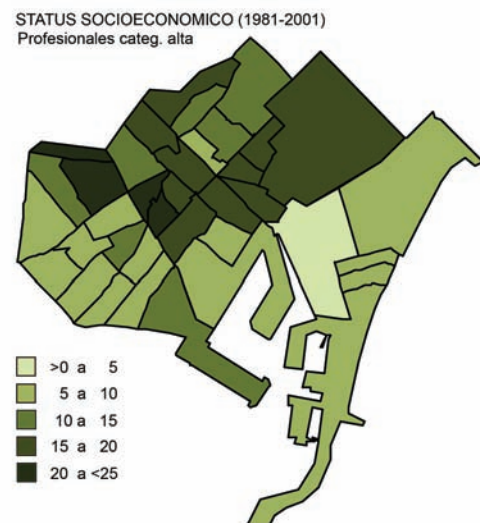 STATUS SOCIOECONOMICO (1981-2001)
Profesionales categ. alta
>0 a 5
5 a 10
10 a 15
15 a 20
20 a <25